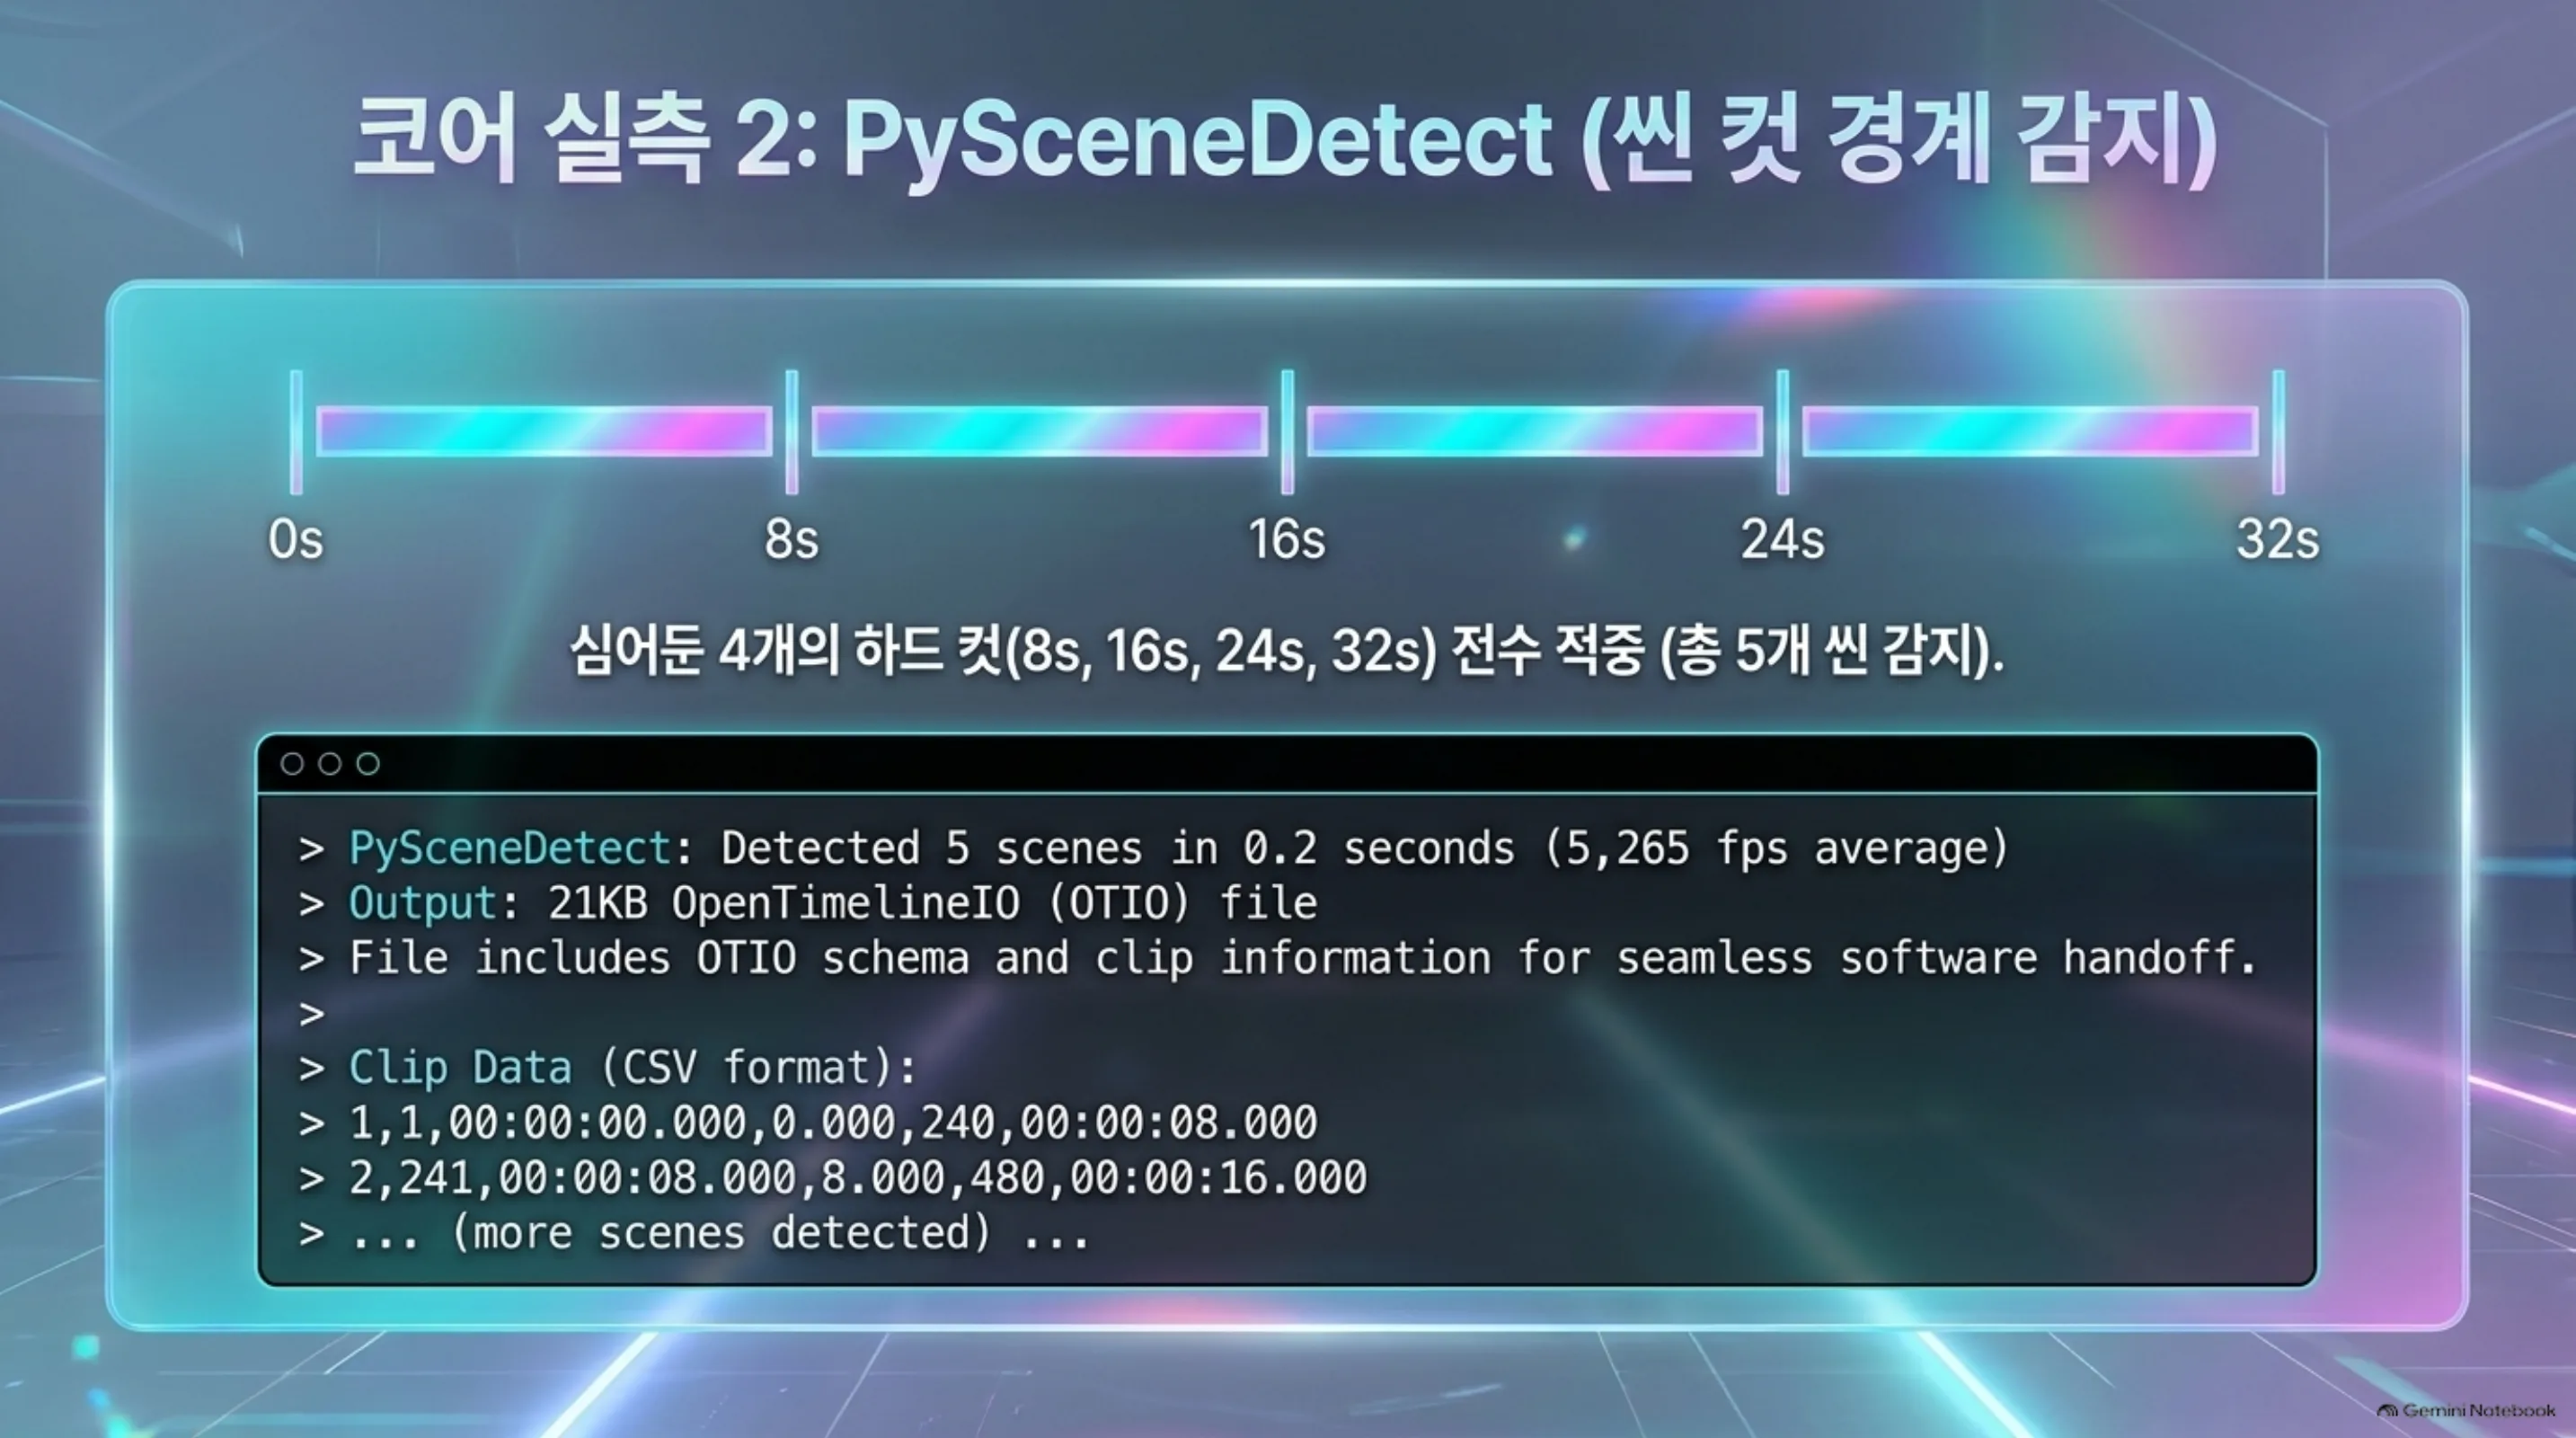 코어 실측 2: PySceneDetect (씬 컷 경계 감지)
0s 8s 16s 24s 32s
심어둔 4개의 하드 컷(8s, 16s, 24s, 32s) 전수 적중 (총 5개 씬 감지).
> PySceneDetect: Detected 5 scenes in 0.2 seconds (5,265 fps average)
> Output: 21KB OpenTimelineIO (OTIO) file
> File includes OTIO schema and clip information for seamless software handoff.
>
> Clip Data (CSV format):
> 1,1,00:00:00.000,0.000,240,00:00:08.000
> 2,241,00:00:08.000,8.000,480,00:00:16.000
> ... (more scenes detected) ...
Gemini Notebook